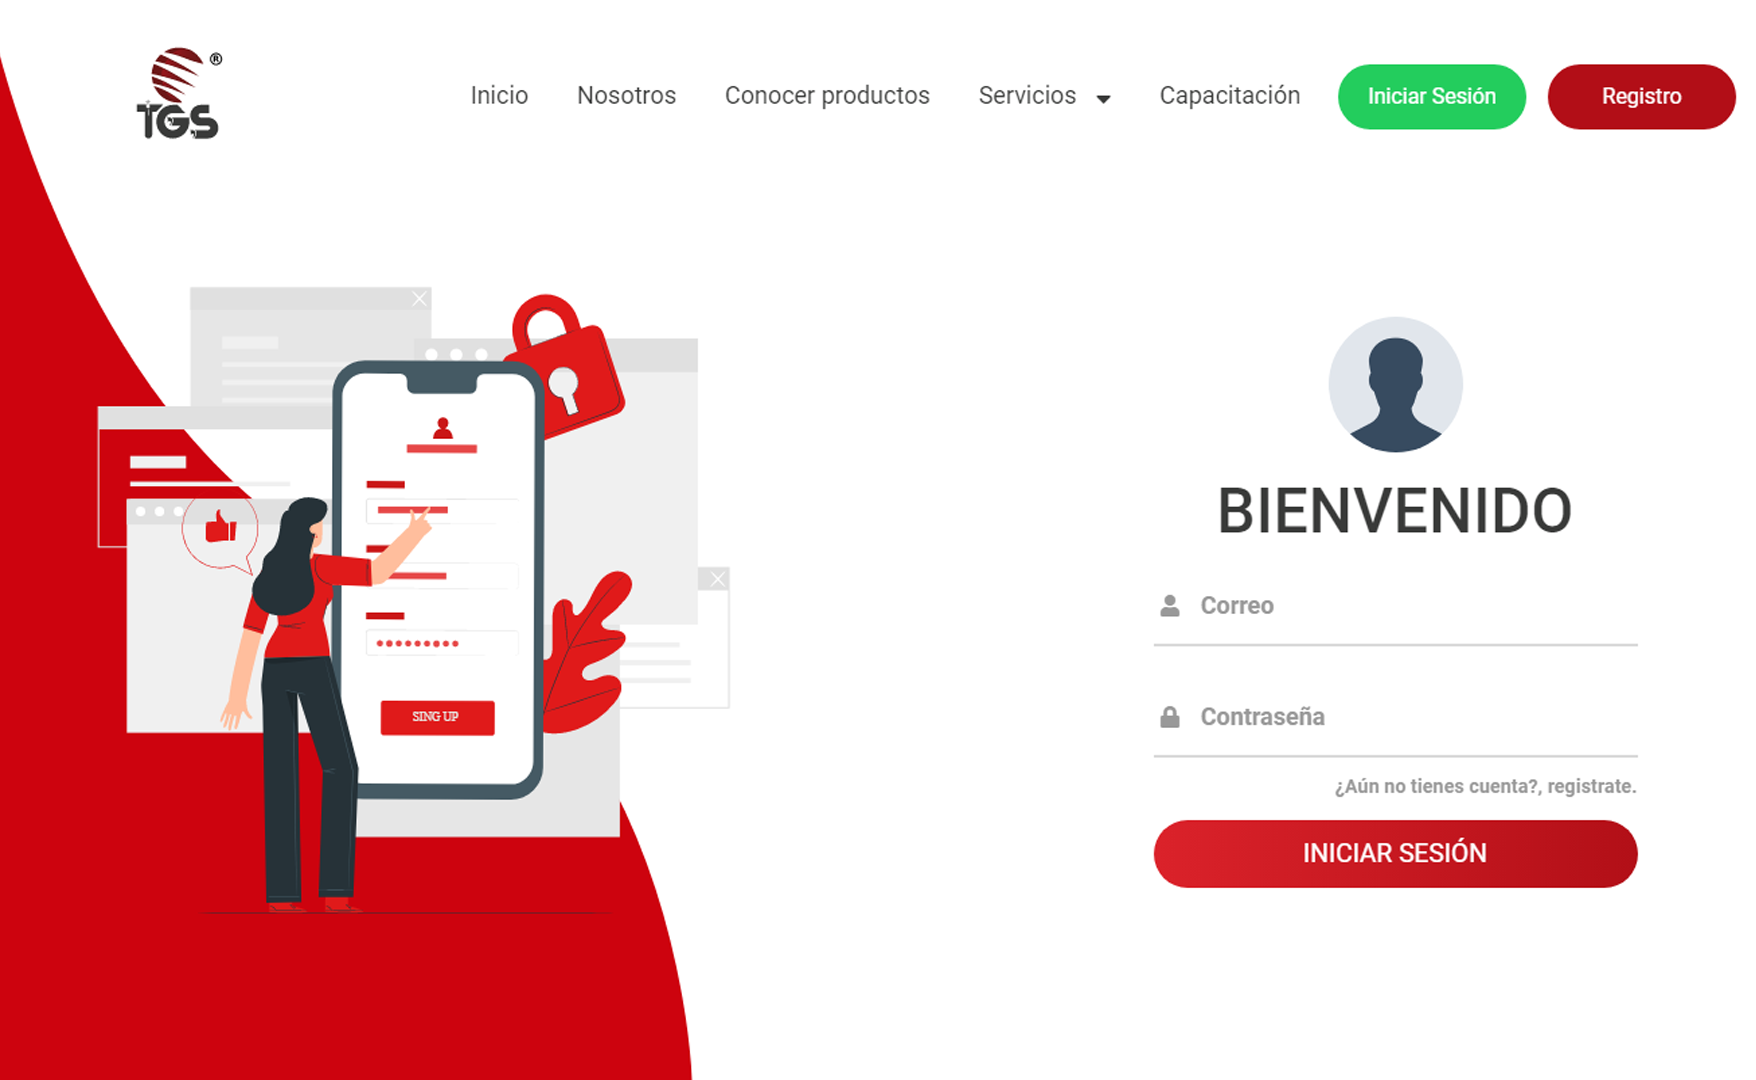 TGS ®
Inicio Nosotros Conocer productos Servicios Capacitación Iniciar Sesión Registro
SING UP
BIENVENIDO
Correo
Contraseña
¿Aún no tienes cuenta?, registrate.
INICIAR SESIÓN